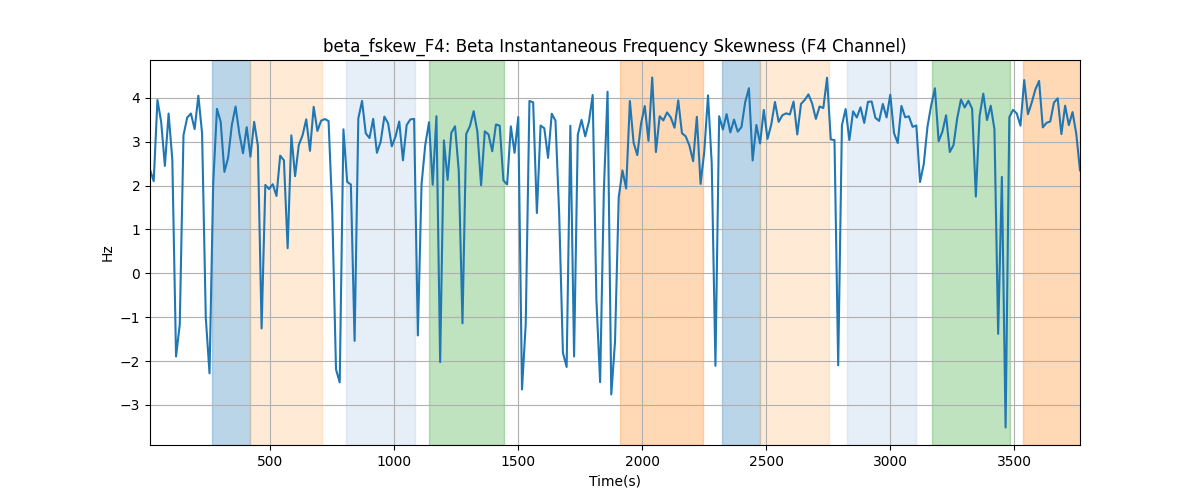 beta_fskew_F4: Beta Instantaneous Frequency Skewness (F4 Channel)
Hz
4
3
2
1
0
−1
−2
−3
500 1000 1500 2000 2500 3000 3500
Time(s)